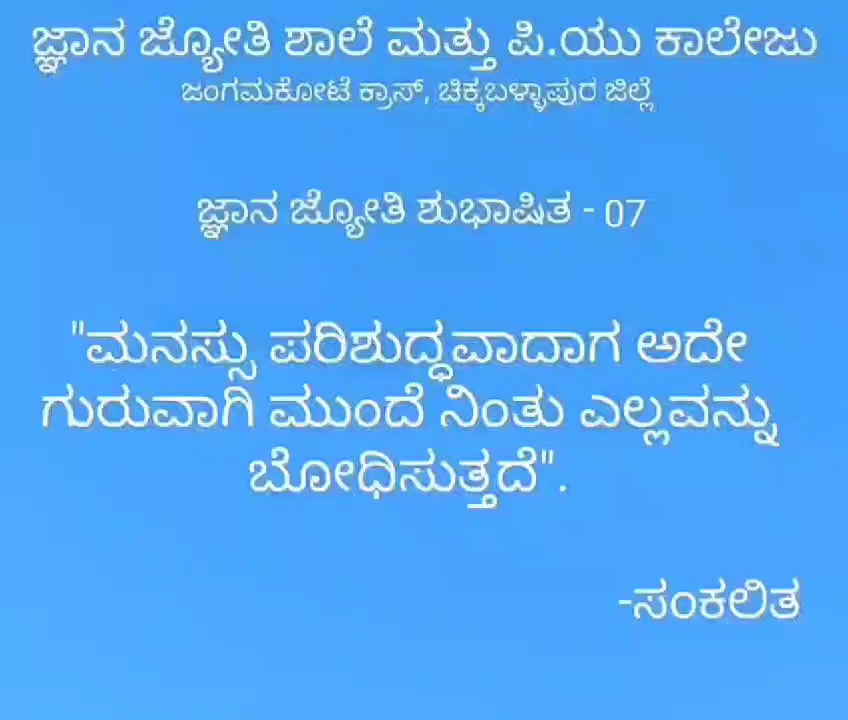 ಜ್ಞಾನ ಜ್ಯೋತಿ ಶಾಲೆ ಮತ್ತು ಪಿ.ಯು ಕಾಲೇಜು
ಜಂಗಮಕೋಟೆ ಕ್ರಾಸ್, ಚಿಕ್ಕಬಳ್ಳಾಪುರ ಜಿಲ್ಲೆ
ಜ್ಞಾನ ಜ್ಯೋತಿ ಶುಭಾಷಿತ - 07
"ಮನಸ್ಸು ಪರಿಶುದ್ಧವಾದಾಗ ಅದೇ
ಗುರುವಾಗಿ ಮುಂದೆ ನಿಂತು ಎಲ್ಲವನ್ನು
ಬೋಧಿಸುತ್ತದೆ".
-ಸಂಕಲಿತ